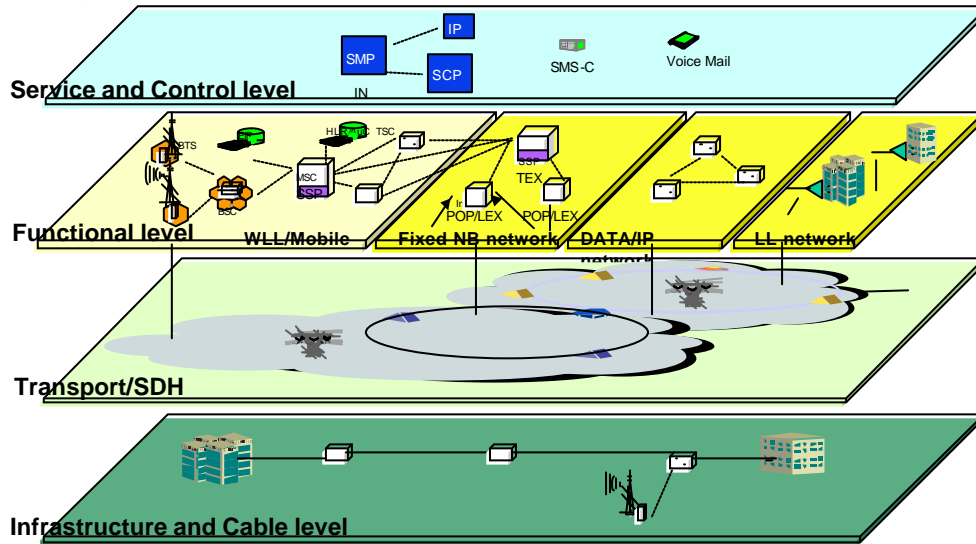 IP
SMP
SCP
IN
SMS-C
Voice Mail
Service and Control level
BTS
HLR
TSC
MSC
SSP
BSC
SSP
TEX
POP/LEX
POP/LEX
Functional level
WLL/Mobile
Fixed NB network
DATA/IP
network
LL network
Transport/SDH
Infrastructure and Cable level